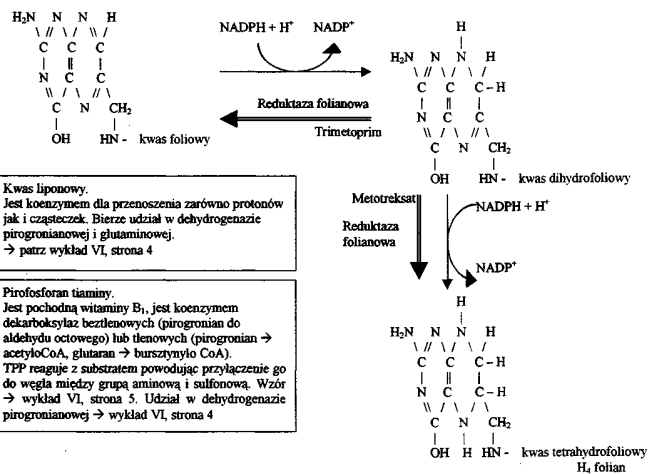 H₂N N N H
NADPH + H⁺ NADP⁺
\ // \ / \\ /
C C C
| || |
N C C
\\ / \ // \
C N CH₂
| |
OH HN - kwas foliowy
Reduktaza folianowa
Trimetoprim
H
|
H₂N N N H
\ // \ / \ /
C C C - H
| || |
N C C
\\ / \ // \
C N CH₂
| |
OH HN - kwas dihydrofoliowy
Kwas liponowy.
Jest koenzymem dla przenoszenia zarówno protonów
jak i cząsteczek. Bierze udział w dehydrogenazie
pirogronianowej i glutaminowej.
→ patrz wykład VI, strona 4
Metotreksat
Reduktaza
folianowa
NADPH + H⁺
NADP⁺
Pirofosforan tiaminy.
Jest pochodną witaminy B₁, jest koenzymem
dekarboksylaz beztlenowych (pirogronian do
aldehydu octowego) lub tlenowych (pirogronian →
acetyloCoA, glutaran → bursztynylo CoA).
TPP reaguje z substratem powodując przyłączenie go
do węgla między grupą aminową i sulfonową. Wzór
→ wykład VI, strona 5. Udział w dehydrogenazie
pirogronianowej → wykład VI, strona 4
H
|
H₂N N N H
\ // \ / \ /
C C C - H
| || |
N C C - H
\\ / \ / \
C N CH₂
| | |
OH H HN - kwas tetrahydrofoliowy
H₄ folian